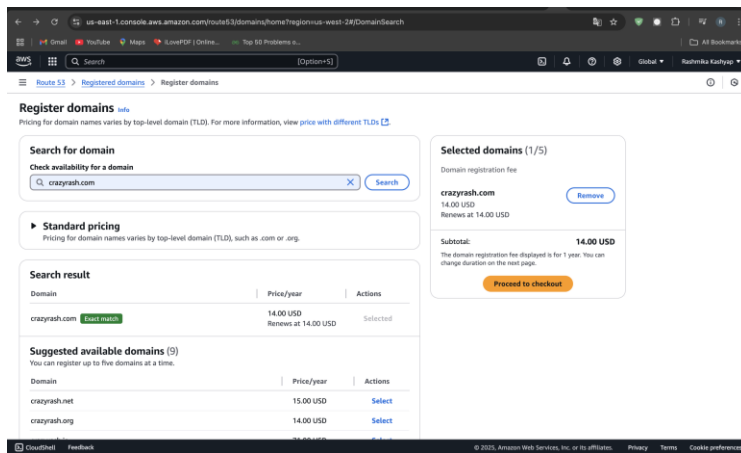 us-east-1.console.aws.amazon.com/route53/domains/home?region=us-west-2#/DomainSearch
Gmail YouTube Maps iLovePDF | Online... Top 50 Problems o... All Bookmarks
aws Search [Option+S] Global Rashmika Kashyap
Route 53 > Registered domains > Register domains
Register domains Info
Pricing for domain names varies by top-level domain (TLD). For more information, view price with different TLDs
Search for domain
Check availability for a domain
crazyrash.com Search
Standard pricing
Pricing for domain names varies by top-level domain (TLD), such as .com or .org.
Search result
Domain Price/year Actions
crazyrash.com Exact match 14.00 USD Selected
Renews at 14.00 USD
Suggested available domains (9)
You can register up to five domains at a time.
Domain Price/year Actions
crazyrash.net 15.00 USD Select
crazyrash.org 14.00 USD Select
Selected domains (1/5)
Domain registration fee
crazyrash.com Remove
14.00 USD
Renews at 14.00 USD
Subtotal: 14.00 USD
The domain registration fee displayed is for 1 year. You can
change duration on the next page.
Proceed to checkout
CloudShell Feedback © 2025, Amazon Web Services, Inc. or its affiliates. Privacy Terms Cookie preferences